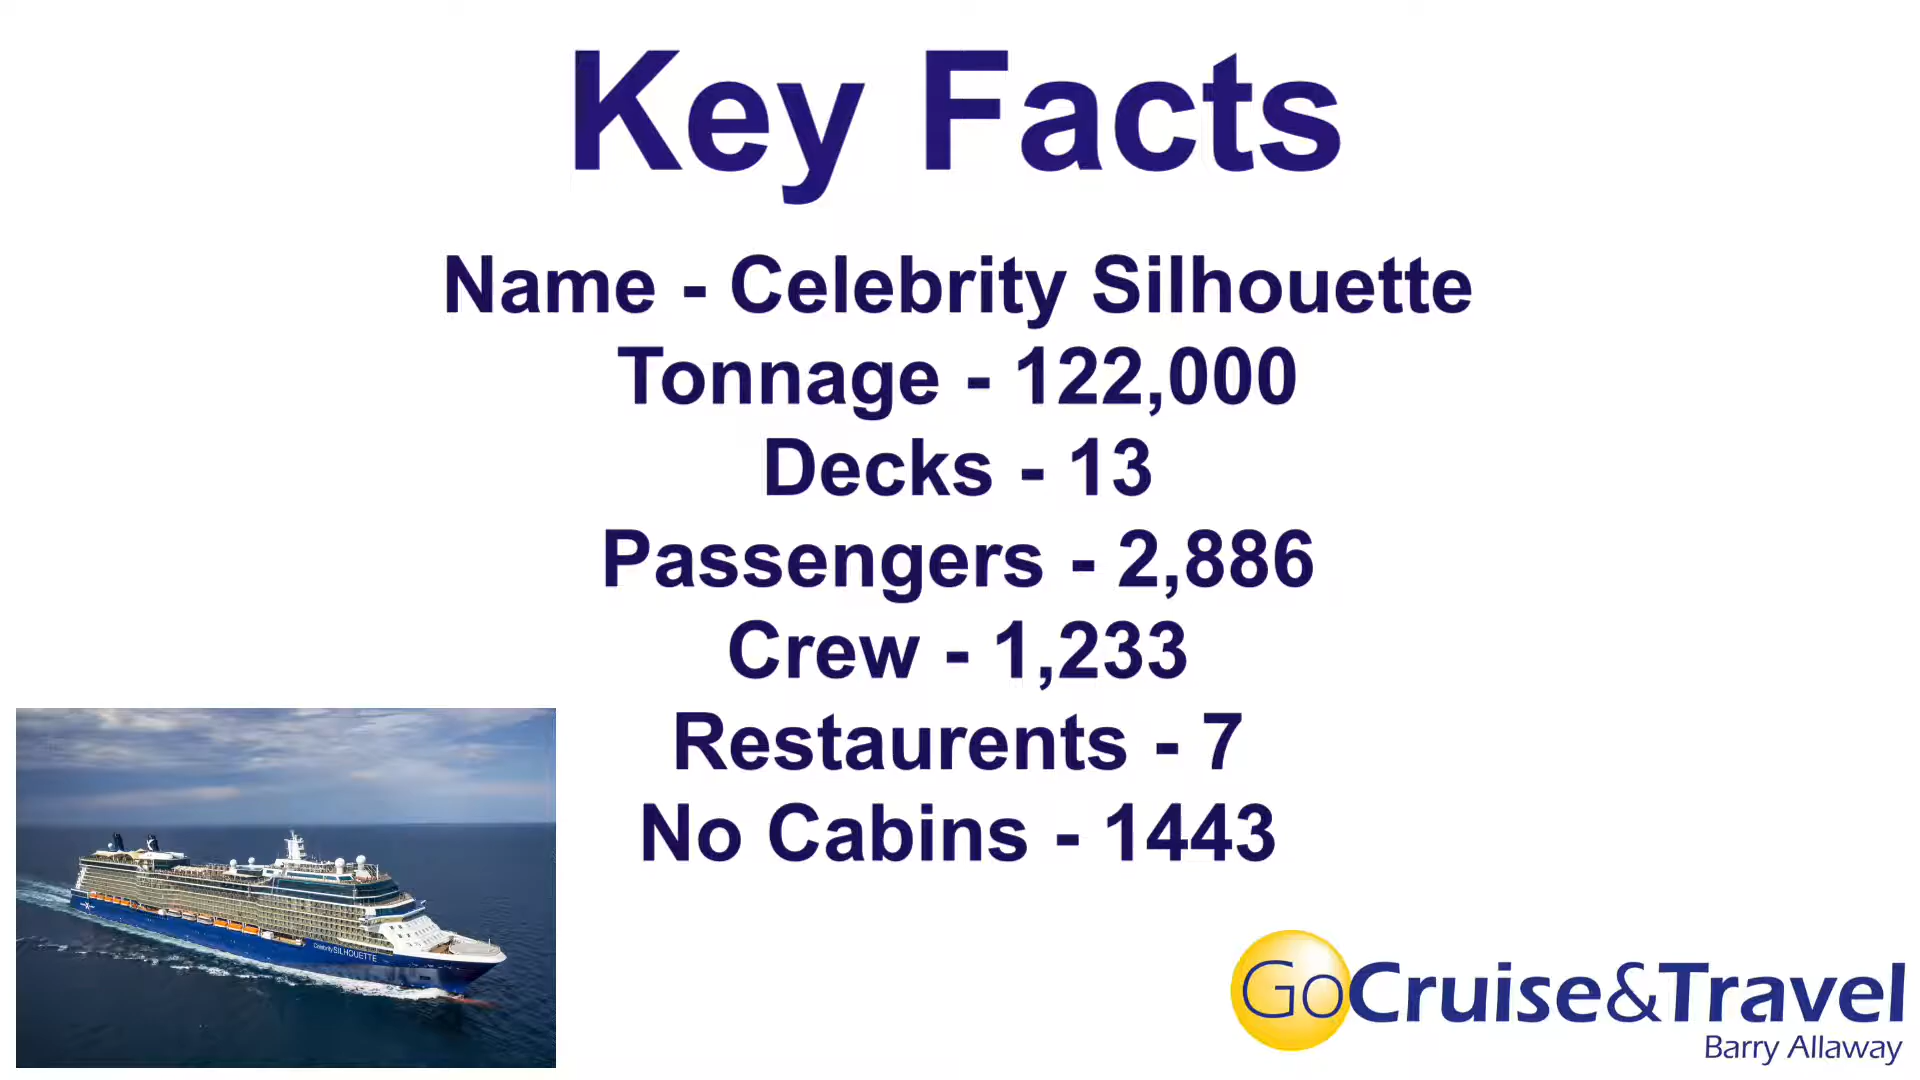 Key Facts
Name - Celebrity Silhouette
Tonnage - 122,000
Decks - 13
Passengers - 2,886
Crew - 1,233
Restaurents - 7
No Cabins - 1443
CelebritySILHOUETTE
GoCruise&Travel
Barry Allaway